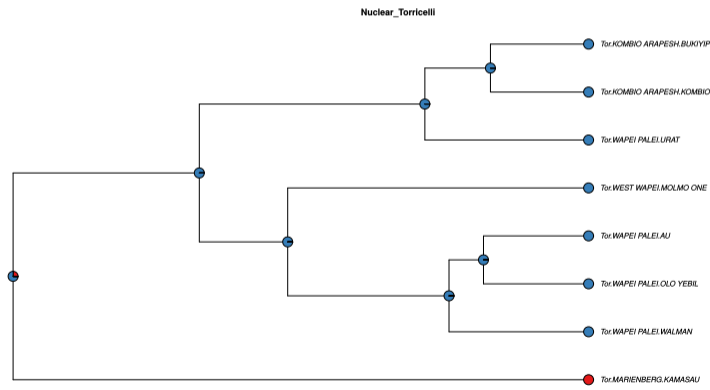 Nuclear_Torricelli
Tor.KOMBIO ARAPESH.BUKIYIP
Tor.KOMBIO ARAPESH.KOMBIO
Tor.WAPEI PALEI.URAT
Tor.WEST WAPEI.MOLMO ONE
Tor.WAPEI PALEI.AU
Tor.WAPEI PALEI.OLO YEBIL
Tor.WAPEI PALEI.WALMAN
Tor.MARIENBERG.KAMASAU